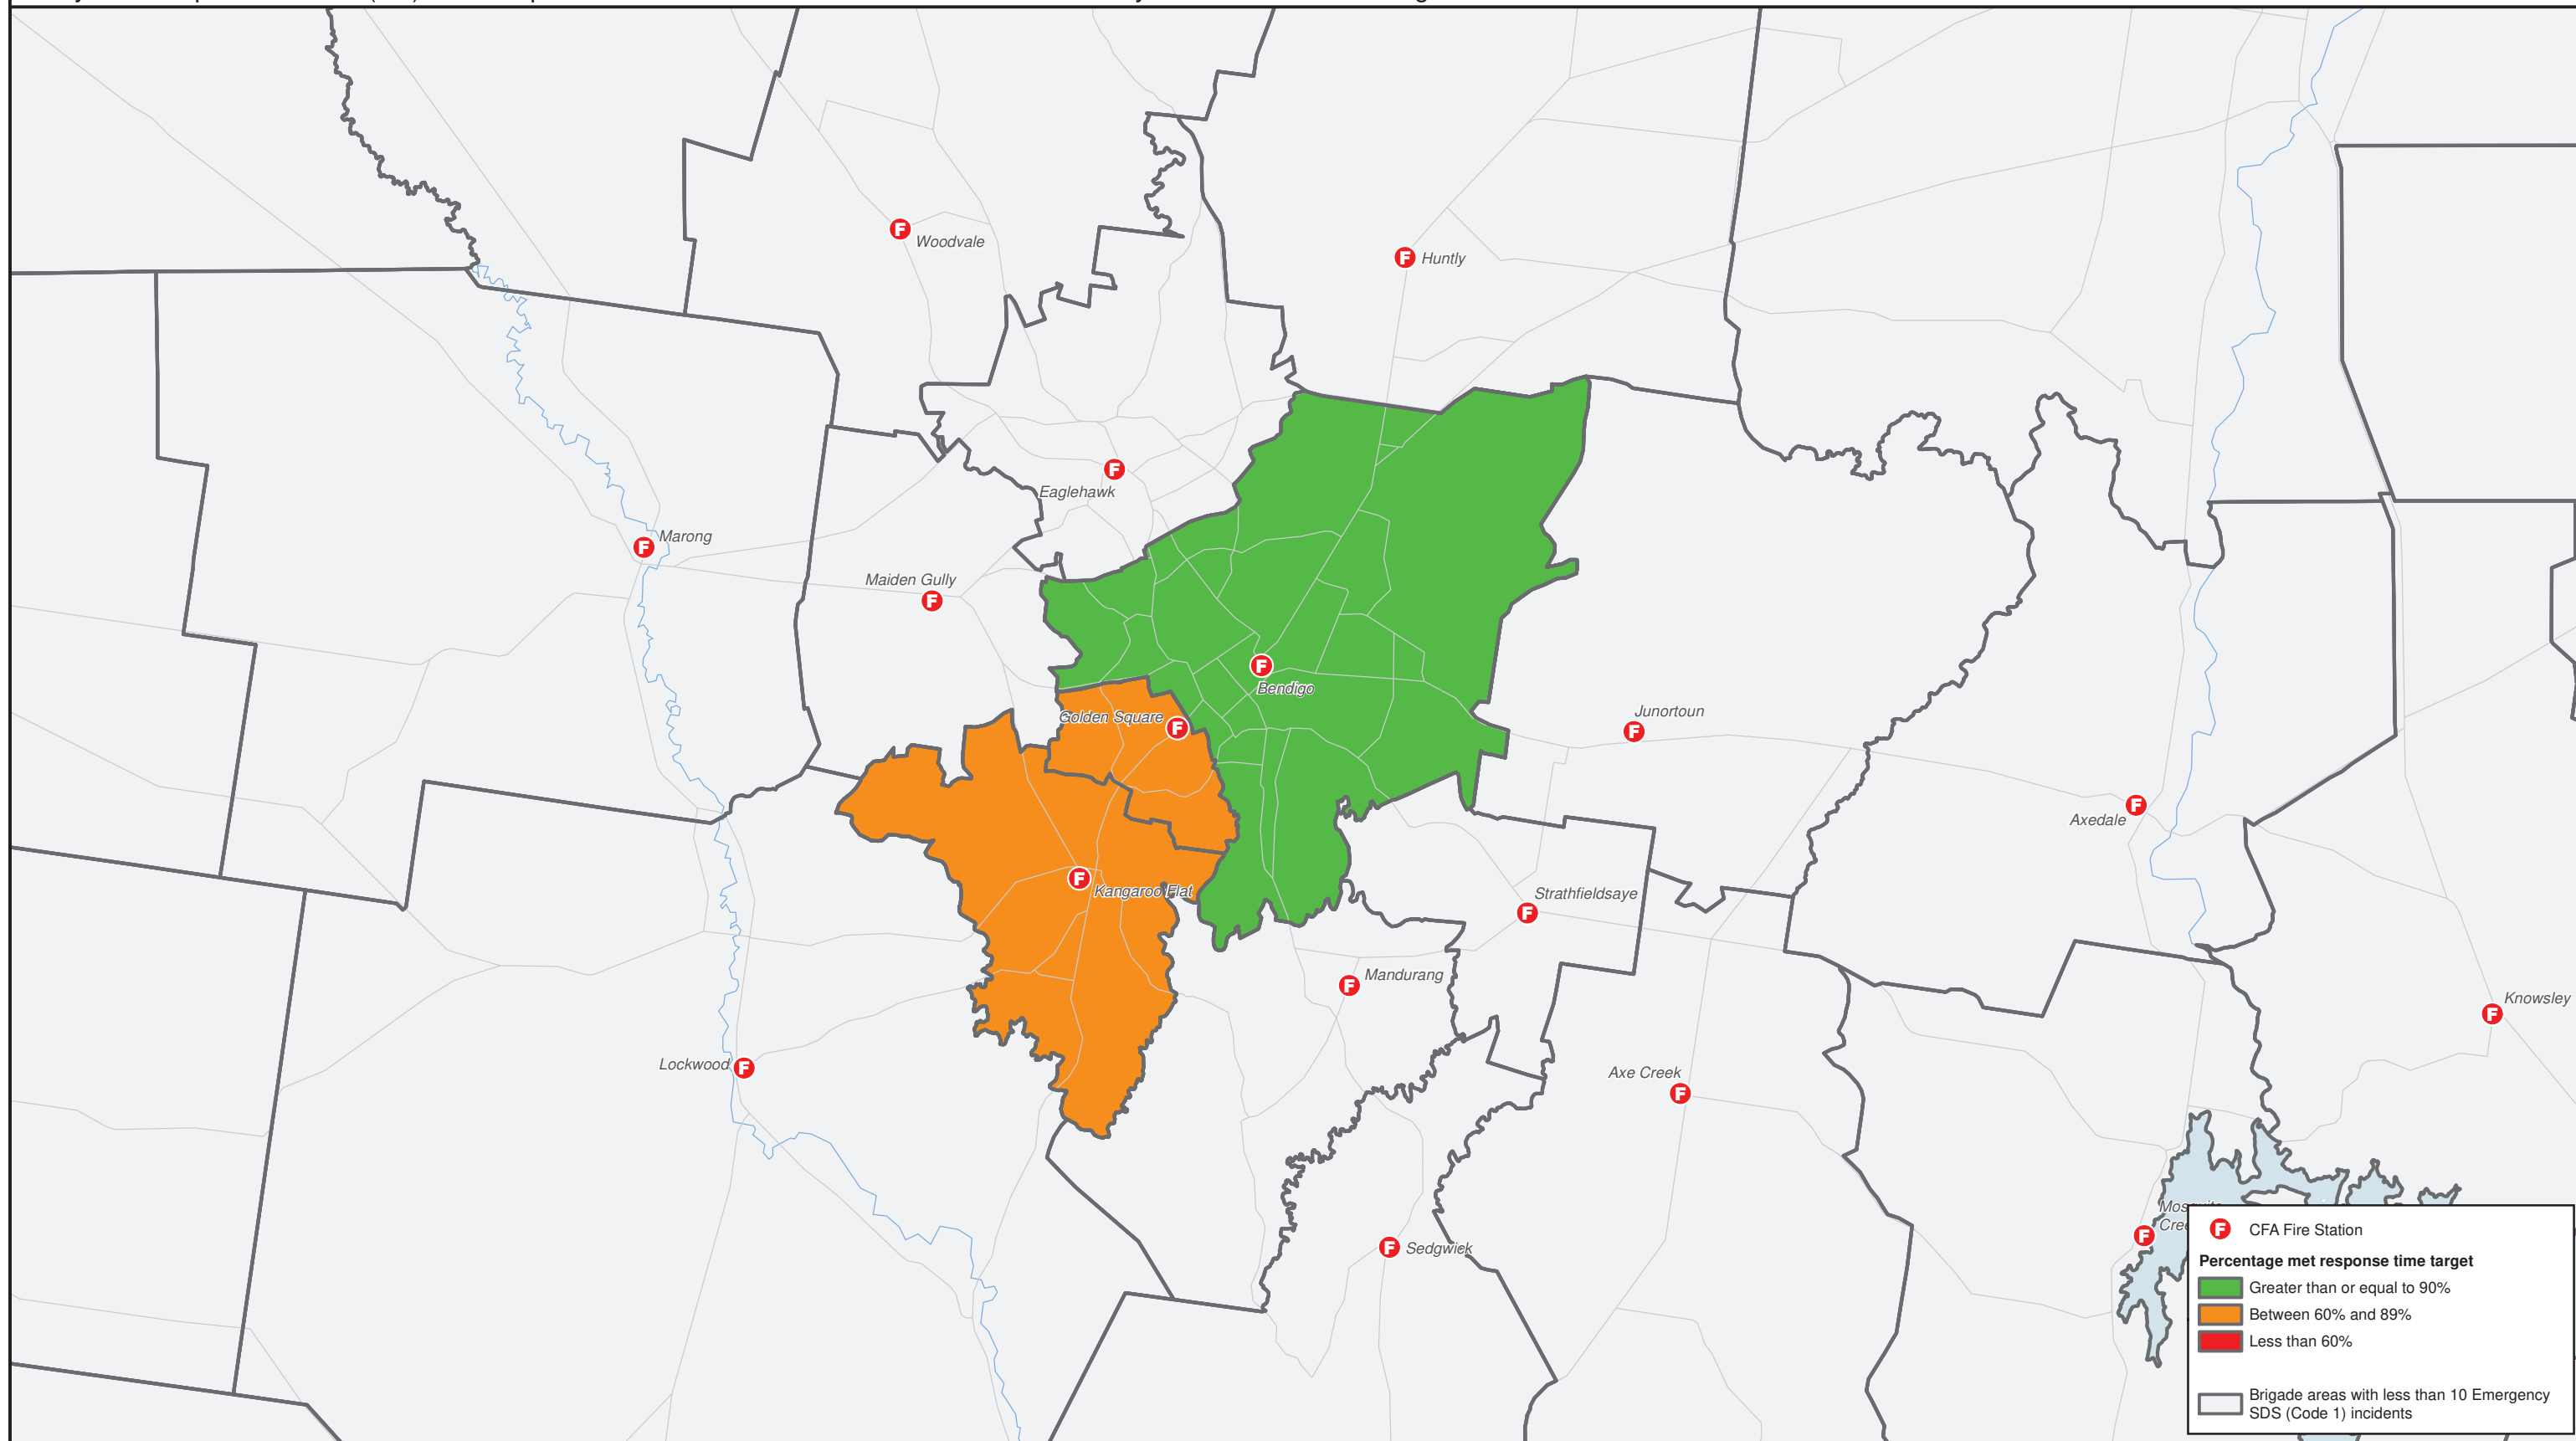 Woodvale
Huntly
Eaglehawk
Marong
Maiden Gully
Bendigo
Golden Square
Junortoun
Axedale
Kangaroo Flat
Strathfieldsaye
Mandurang
Knowsley
Lockwood
Axe Creek
Sedgwick
CFA Fire Station
Percentage met response time target
Greater than or equal to 90%
Between 60% and 89%
Less than 60%
Brigade areas with less than 10 Emergency
SDS (Code 1) incidents